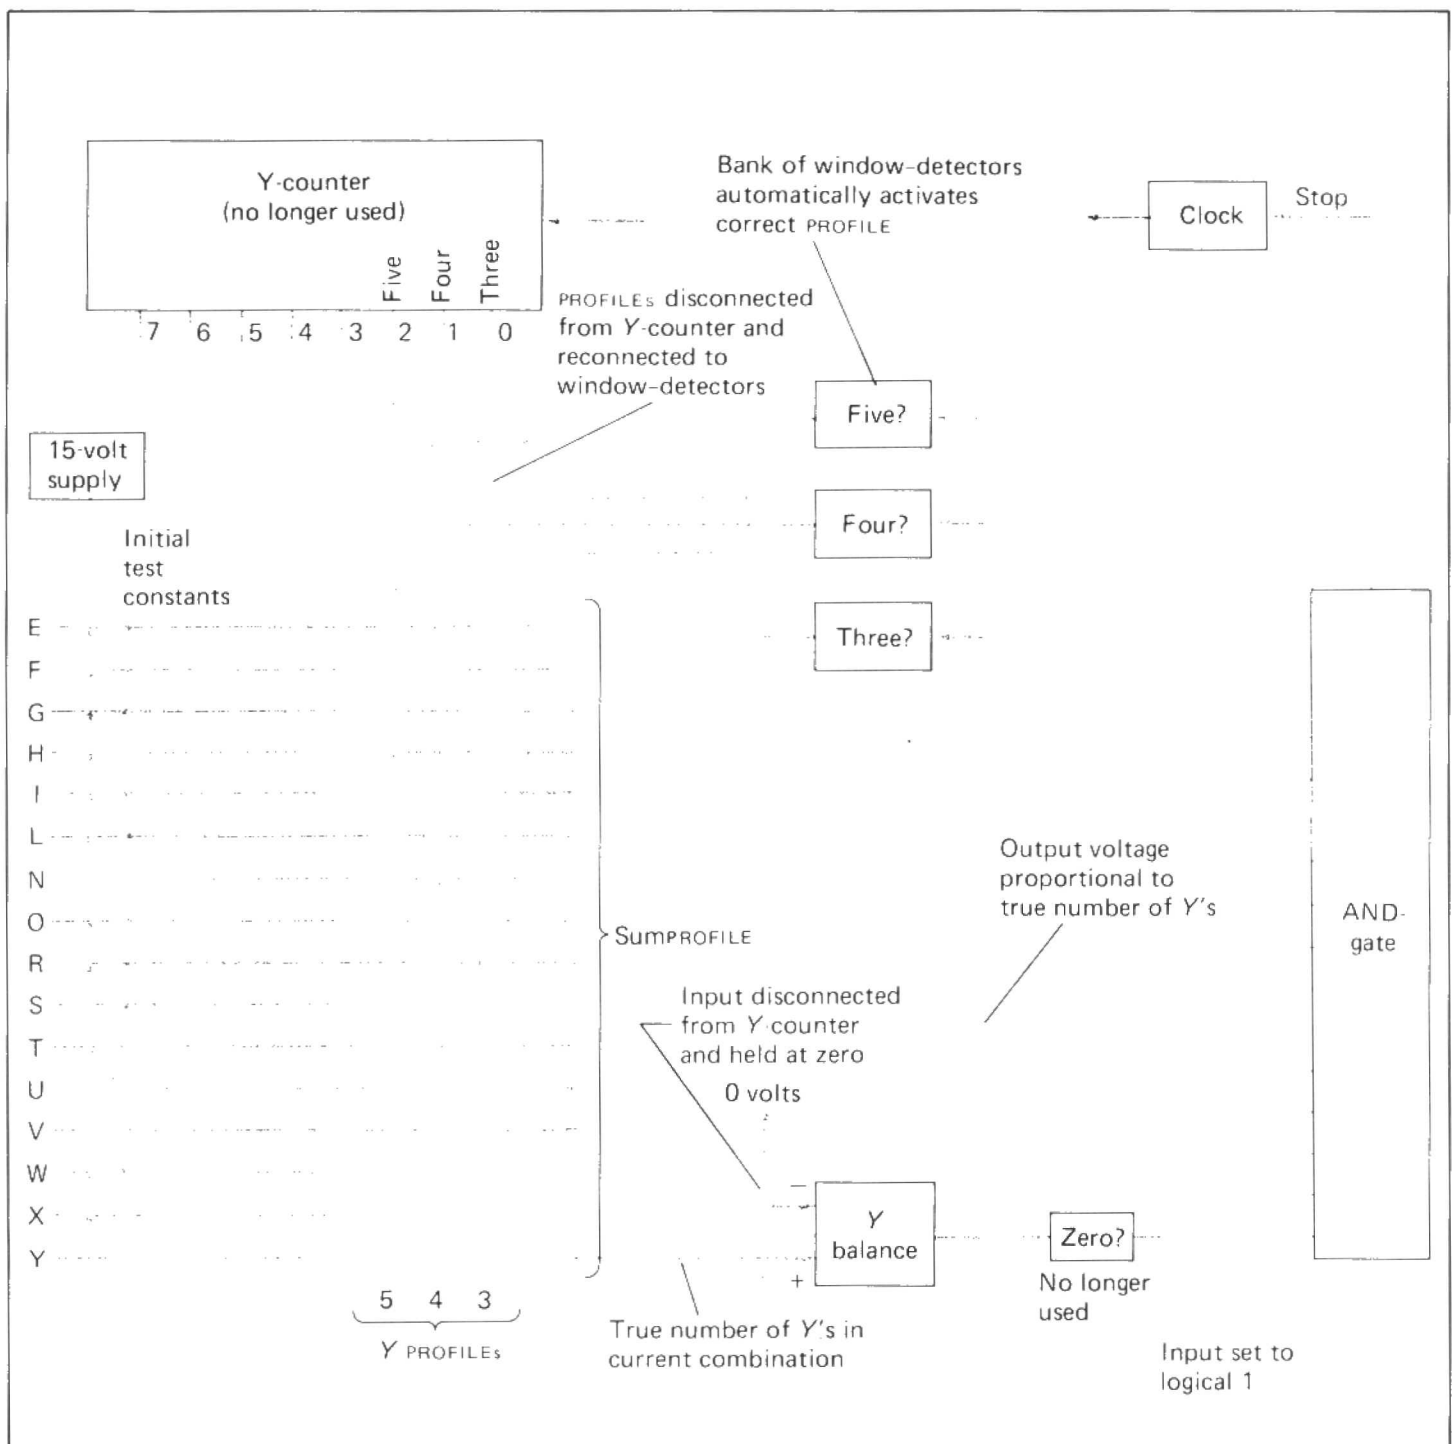 Y-counter
(no longer used)
Five
Four
Three
7 6 5 4 3 2 1 0
Bank of window-detectors
automatically activates
correct PROFILE
Clock
Stop
PROFILEs disconnected
from Y-counter and
reconnected to
window-detectors
15-volt
supply
Five?
Four?
Three?
Initial
test
constants
E
F
G
H
I
L
N
O
R
S
T
U
V
W
X
Y
SumPROFILE
Output voltage
proportional to
true number of Y's
AND-
gate
Input disconnected
from Y-counter
and held at zero
0 volts
−
+
Y
balance
Zero?
No longer
used
5 4 3
Y PROFILEs
True number of Y's in
current combination
Input set to
logical 1